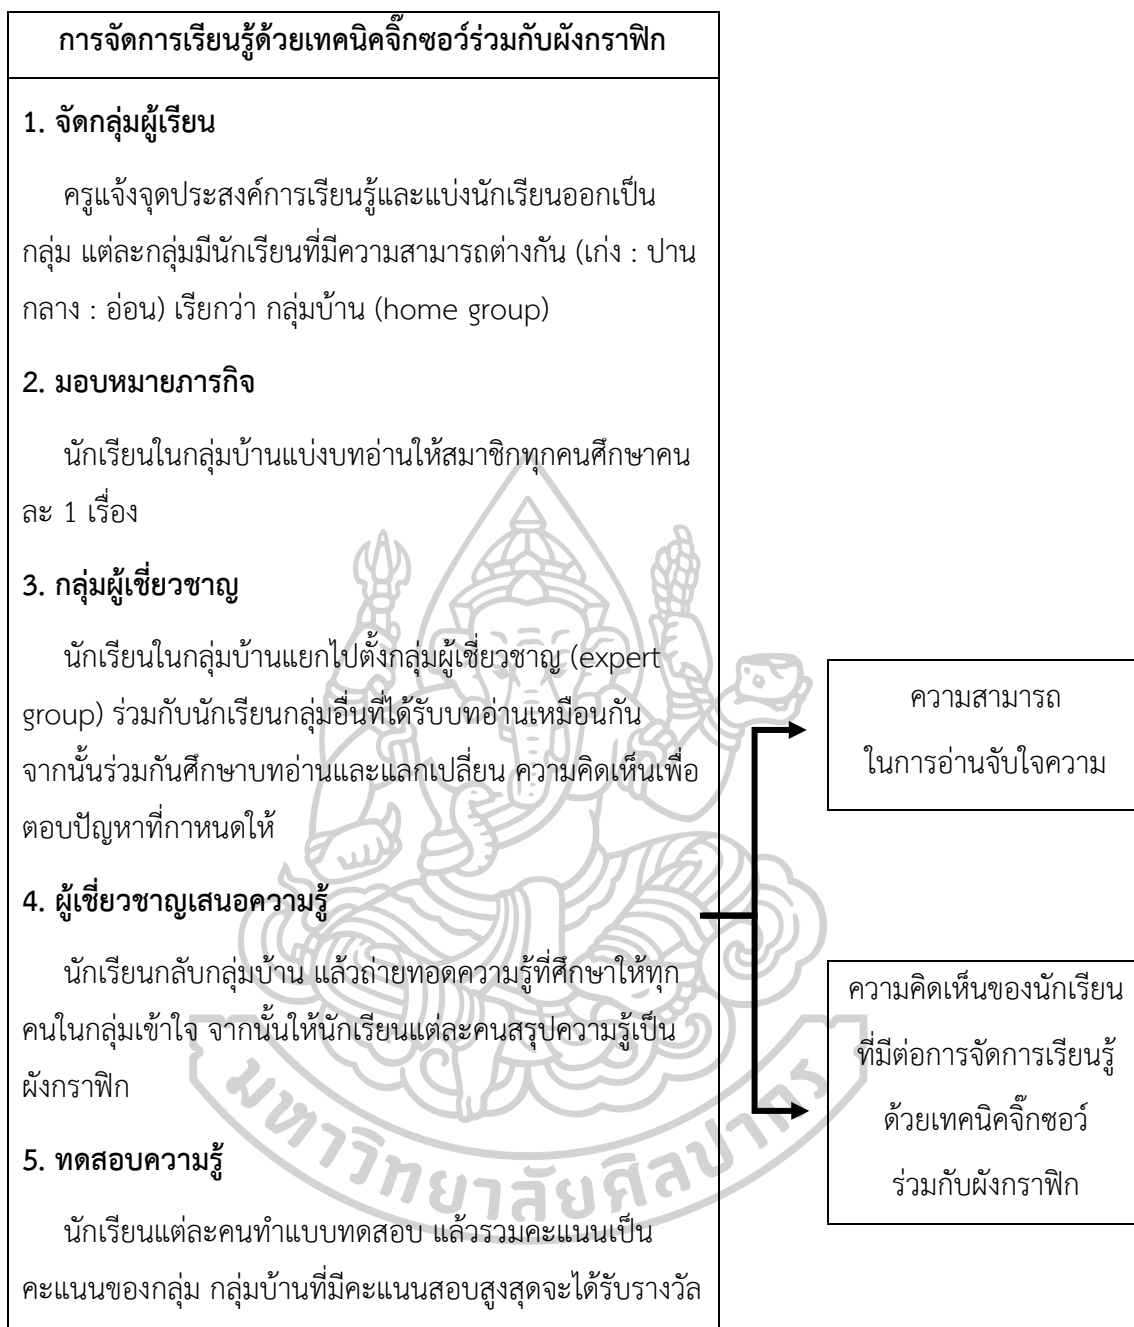 การจัดการเรียนรู้ด้วยเทคนิคจิ๊กซอว์ร่วมกับผังกราฟิก
1. จัดกลุ่มผู้เรียน
ครูแจ้งจุดประสงค์การเรียนรู้และแบ่งนักเรียนออกเป็น
กลุ่ม แต่ละกลุ่มมีนักเรียนที่มีความสามารถต่างกัน (เก่ง : ปาน
กลาง : อ่อน) เรียกว่า กลุ่มบ้าน (home group)
2. มอบหมายภารกิจ
นักเรียนในกลุ่มบ้านแบ่งบทอ่านให้สมาชิกทุกคนศึกษาคน
ละ 1 เรื่อง
3. กลุ่มผู้เชี่ยวชาญ
นักเรียนในกลุ่มบ้านแยกไปตั้งกลุ่มผู้เชี่ยวชาญ (expert
group) ร่วมกับนักเรียนกลุ่มอื่นที่ได้รับบทอ่านเหมือนกัน
จากนั้นร่วมกันศึกษาบทอ่านและแลกเปลี่ยน ความคิดเห็นเพื่อ
ตอบปัญหาที่กาหนดให้
4. ผู้เชี่ยวชาญเสนอความรู้
นักเรียนกลับกลุ่มบ้าน แล้วถ่ายทอดความรู้ที่ศึกษาให้ทุก
คนในกลุ่มเข้าใจ จากนั้นให้นักเรียนแต่ละคนสรุปความรู้เป็น
ผังกราฟิก
5. ทดสอบความรู้
นักเรียนแต่ละคนทำแบบทดสอบ แล้วรวมคะแนนเป็น
คะแนนของกลุ่ม กลุ่มบ้านที่มีคะแนนสอบสูงสุดจะได้รับรางวัล
ความสามารถ
ในการอ่านจับใจความ
ความคิดเห็นของนักเรียน
ที่มีต่อการจัดการเรียนรู้
ด้วยเทคนิคจิ๊กซอว์
ร่วมกับผังกราฟิก
มหาวิทยาลัยศิลปากร